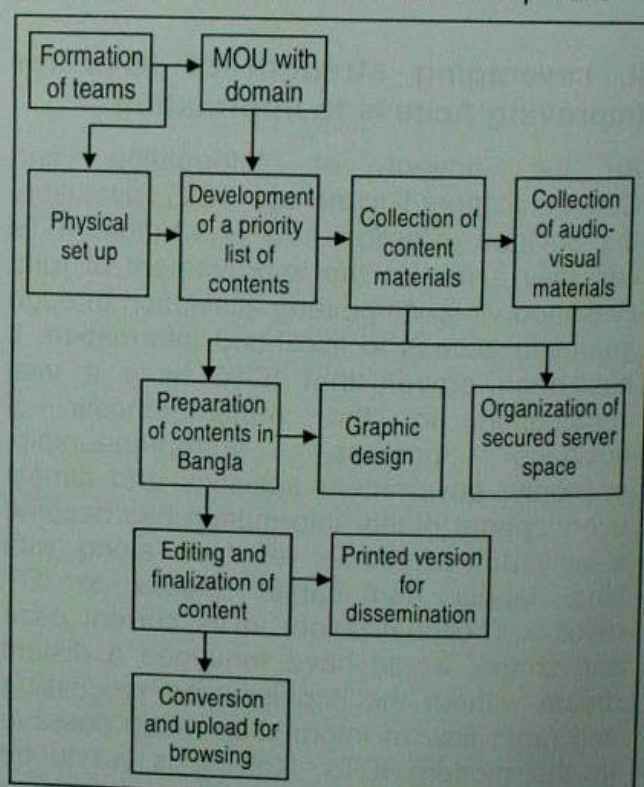 Formation
of teams
MOU with
domain
Physical
set up
Development
of a priority
list of
contents
Collection of
content
materials
Collection
of audio-
visual
materials
Preparation
of contents in
Bangla
Graphic
design
Organization of
secured server
space
Editing and
finalization of
content
Printed version
for
dissemination
Conversion
and upload for
browsing